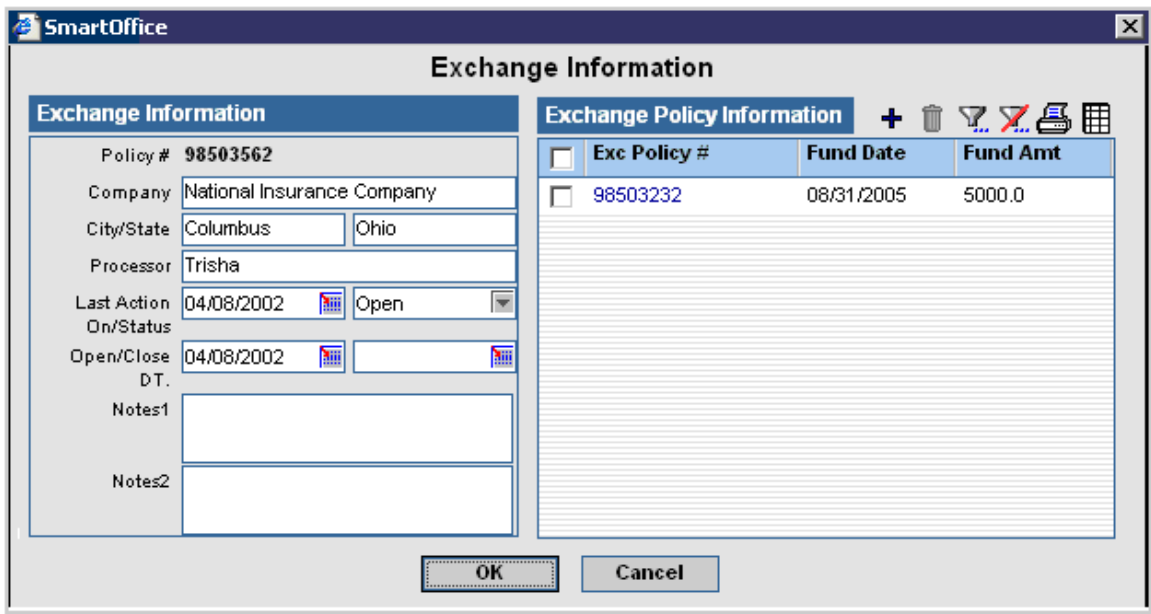 SmartOffice
Exchange Information
Exchange Information
Policy # 98503562
Company National Insurance Company
City/State Columbus Ohio
Processor Trisha
Last Action On/Status 04/08/2002 Open
Open/Close DT. 04/08/2002
Notes1
Notes2
Exchange Policy Information
Exc Policy # Fund Date Fund Amt
98503232 08/31/2005 5000.0
OK Cancel